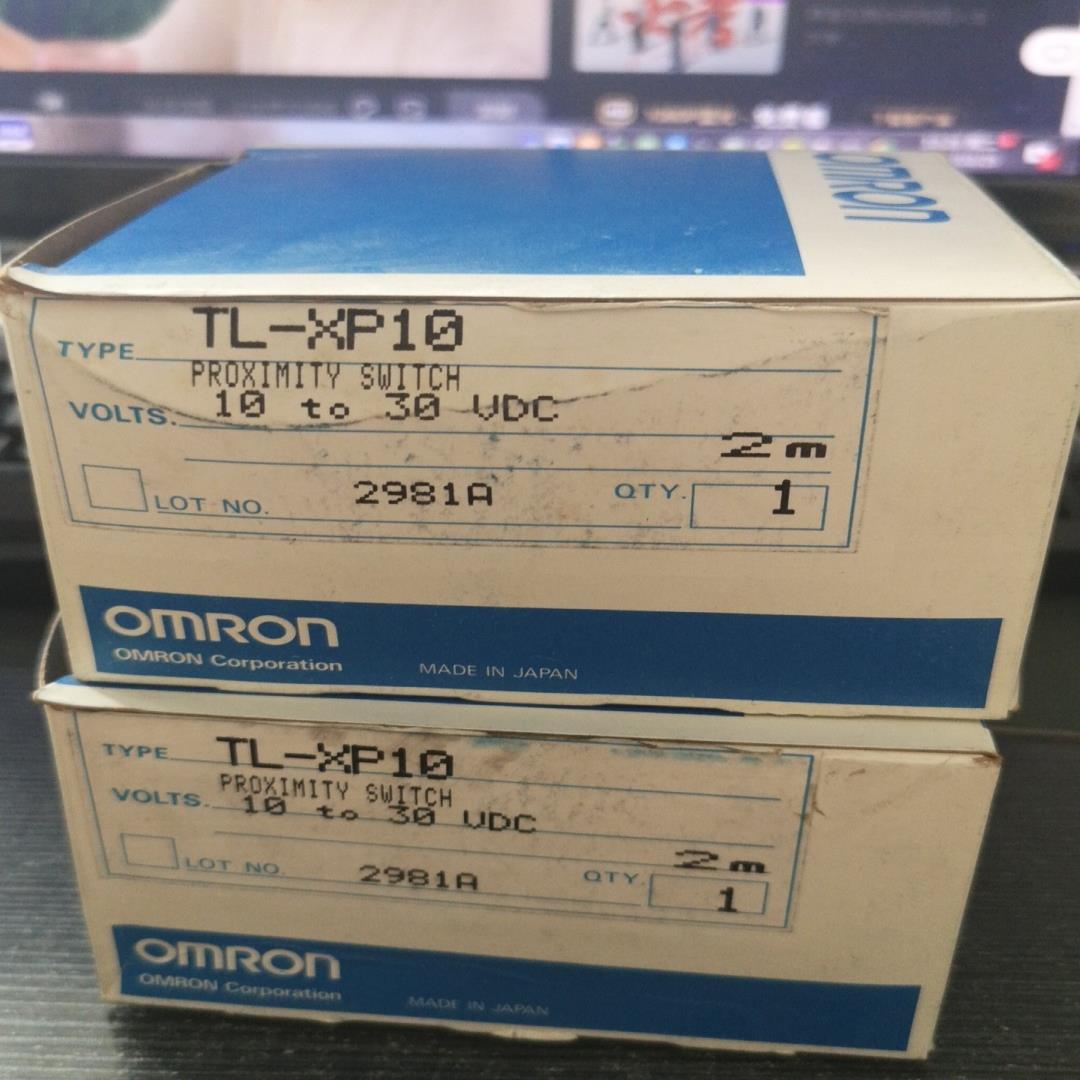 OMRON
TYPE TL-XP10
PROXIMITY SWITCH
VOLTS. 10 to 30 VDC
2m
LOT NO. 2981A QTY. 1
OMRON
OMRON Corporation MADE IN JAPAN
TYPE TL-XP10
PROXIMITY SWITCH
VOLTS. 10 to 30 VDC
2m
LOT NO. 2981A QTY. 1
OMRON
OMRON Corporation MADE IN JAPAN